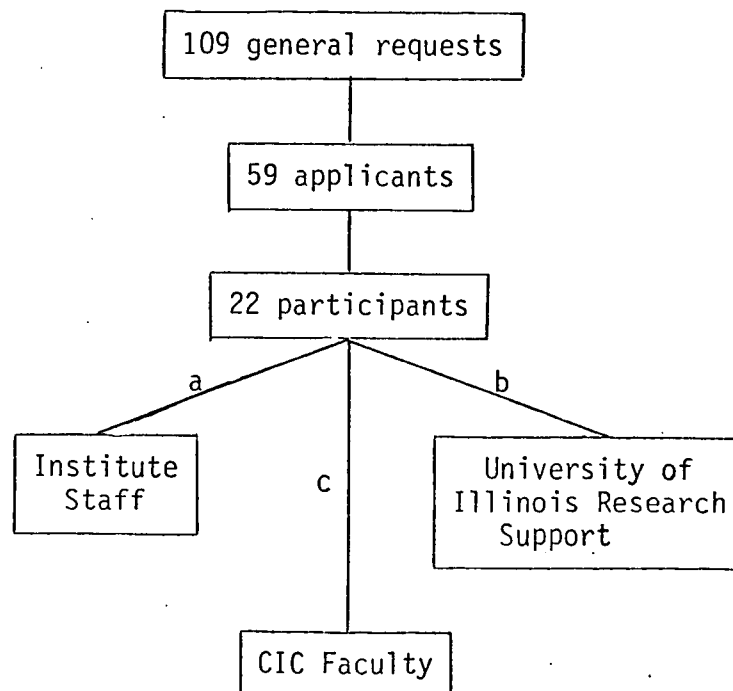 109 general requests
59 applicants
22 participants
a
b
Institute
Staff
c
University of
Illinois Research
Support
CIC Faculty